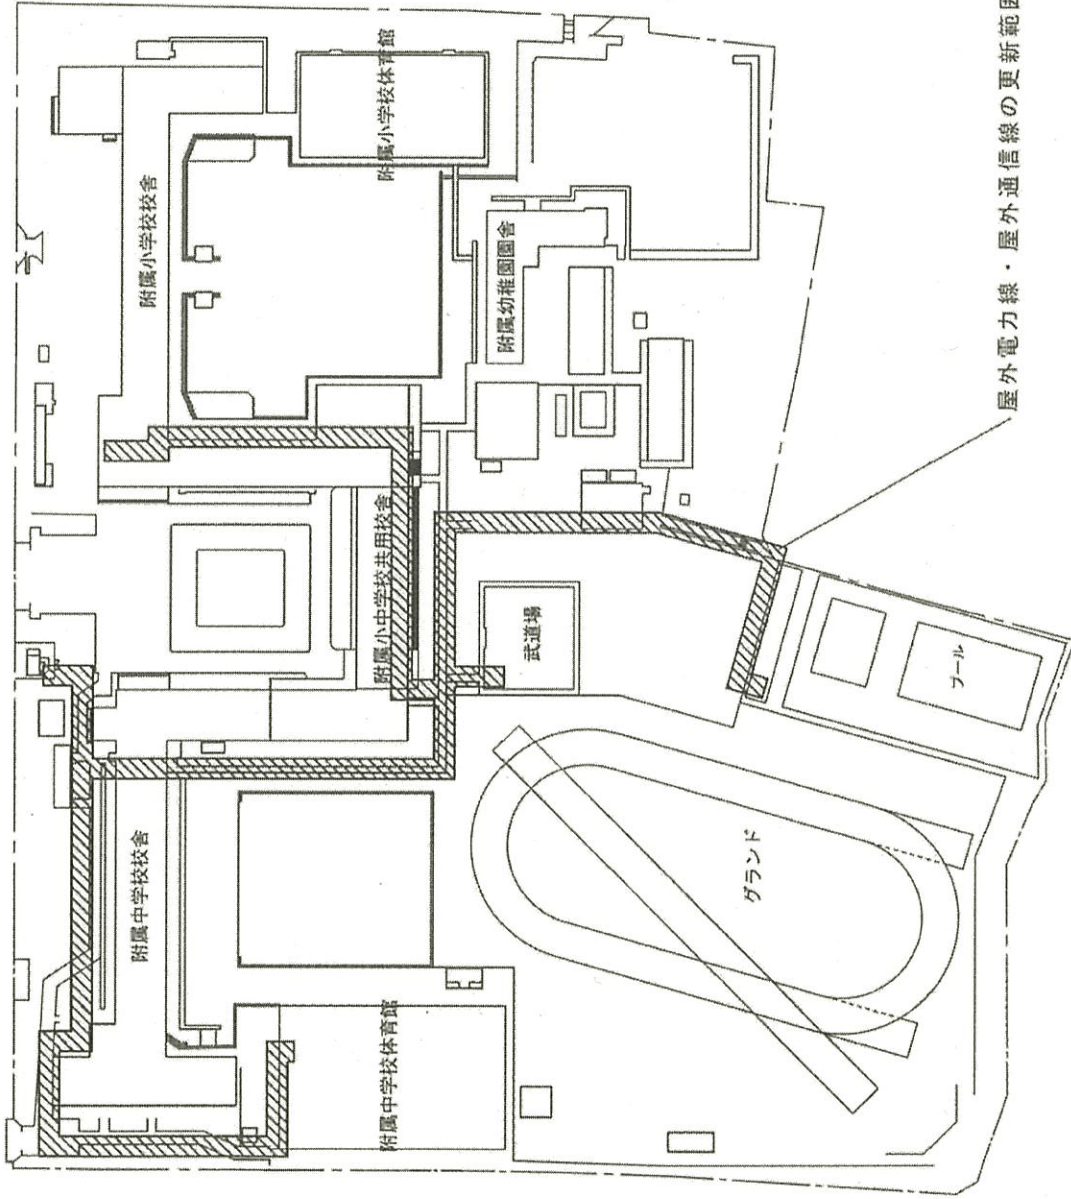 附属小学校体育館
附属小学校校舎
附属幼稚園園舎
附属小中学校共用校舎
武道場
プール
附属中学校校舎
グランド
附属中学校体育館
屋外電力線・屋外通信線の更新範囲